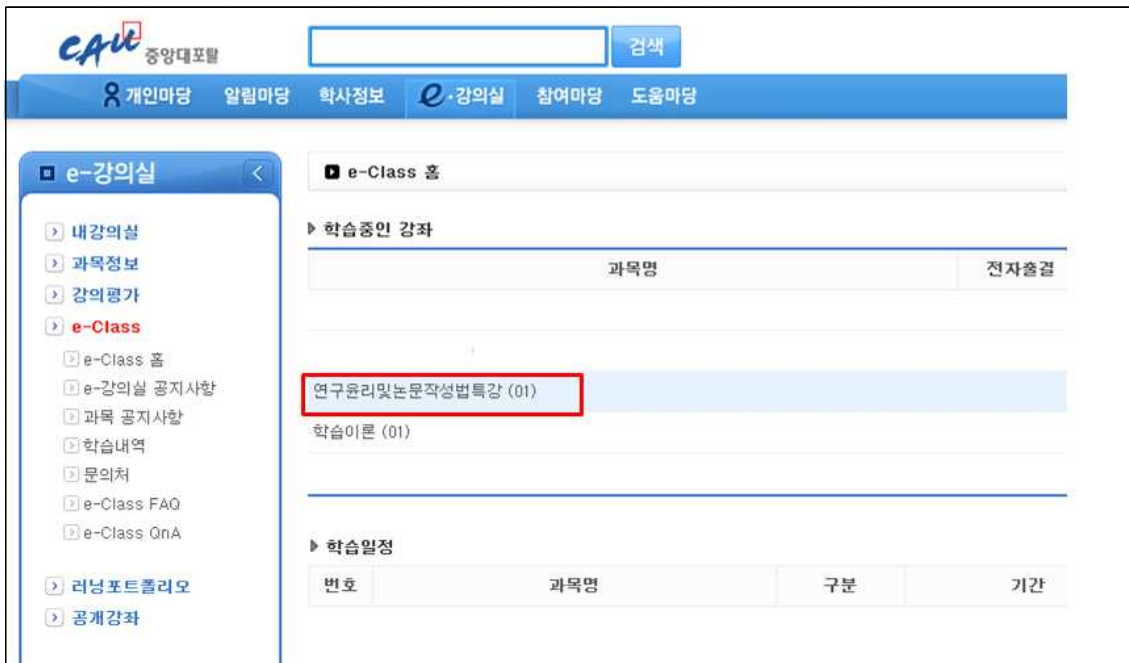 CAU 중앙대포탈
검색
개인마당 알림마당 학사정보 e·강의실 참여마당 도움마당
e-강의실
내강의실
과목정보
강의평가
e-Class
e-Class 홈
e-강의실 공지사항
과목 공지사항
학습내역
문의처
e-Class FAQ
e-Class QnA
러닝포트폴리오
공개강좌
e-Class 홈
학습중인 강좌
과목명 전자출결
연구윤리및논문작성법특강 (01)
학습이론 (01)
학습일정
번호 과목명 구분 기간